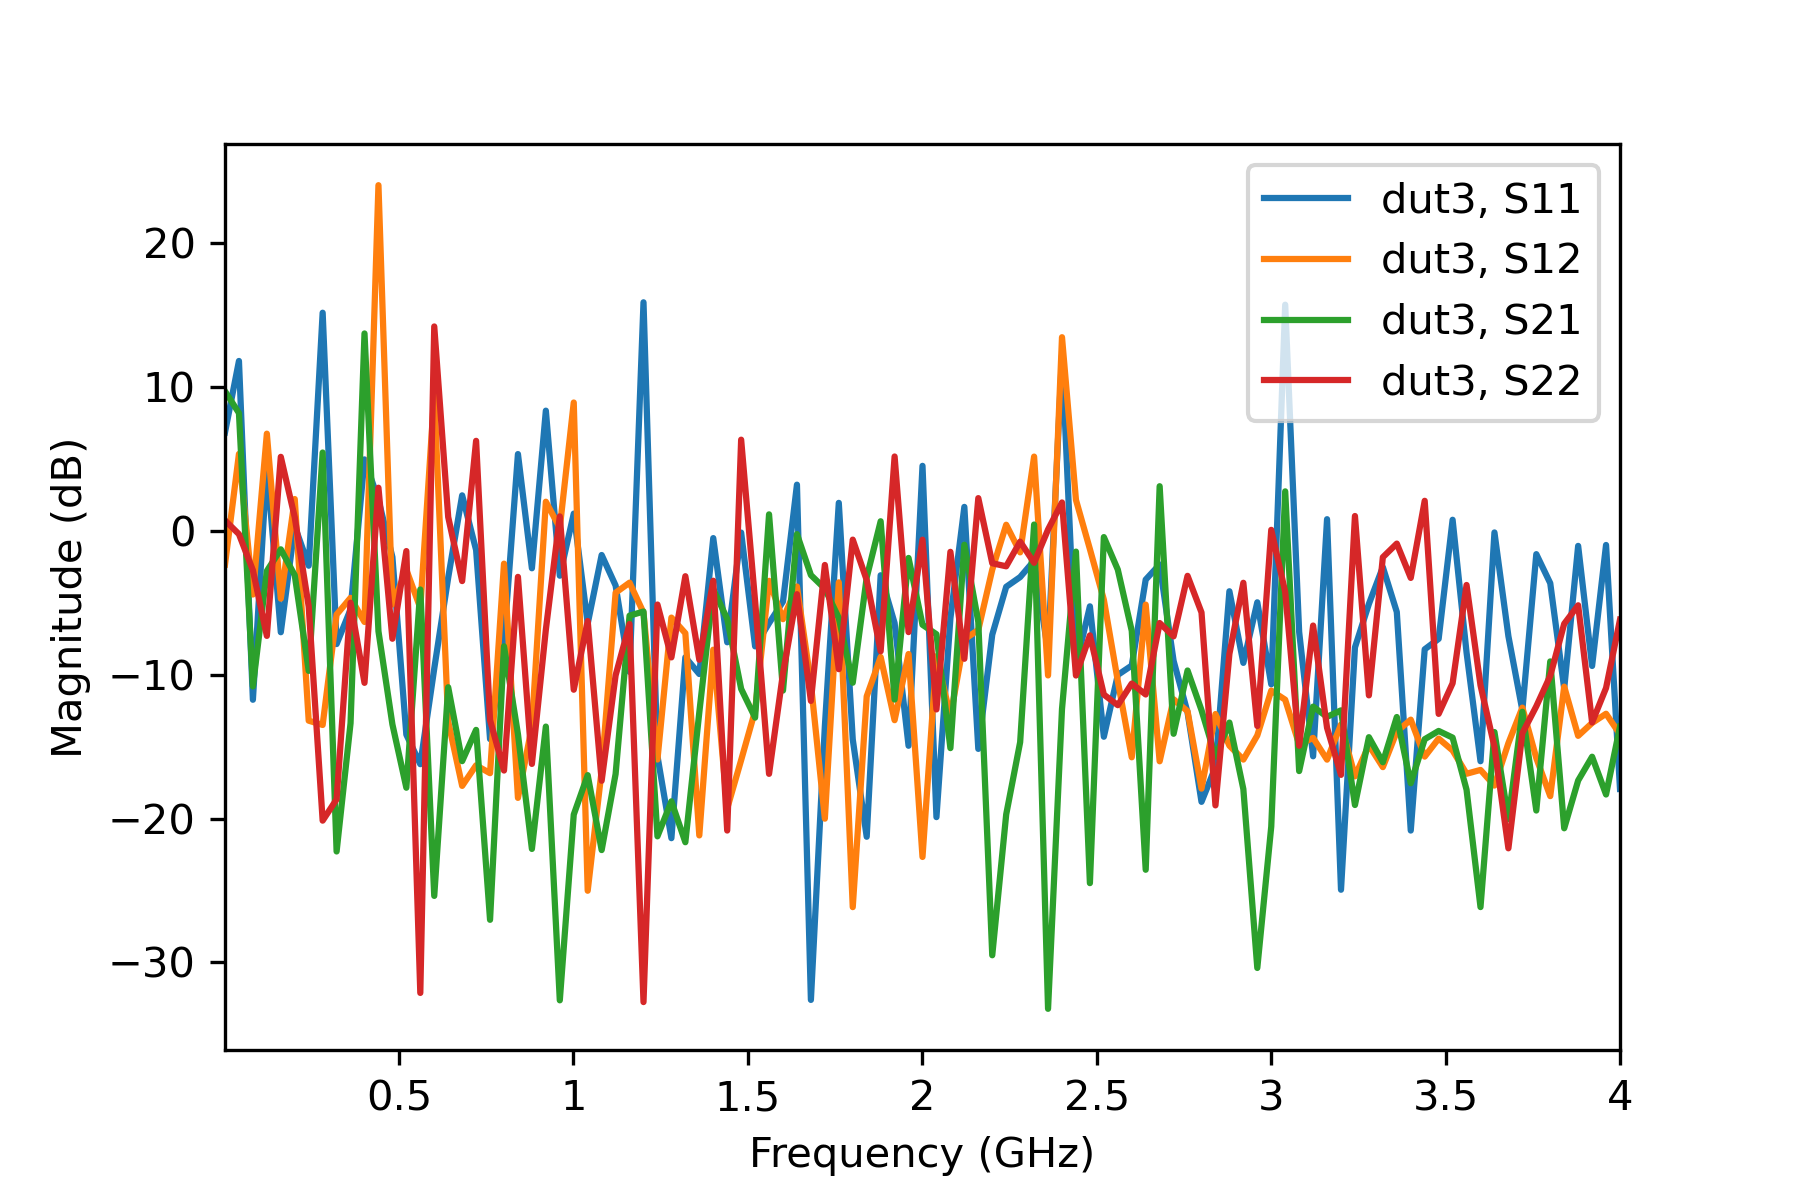 dut3, S11
dut3, S12
dut3, S21
dut3, S22
20
10
0
−10
−20
−30
Magnitude (dB)
0.5 1 1.5 2 2.5 3 3.5 4
Frequency (GHz)